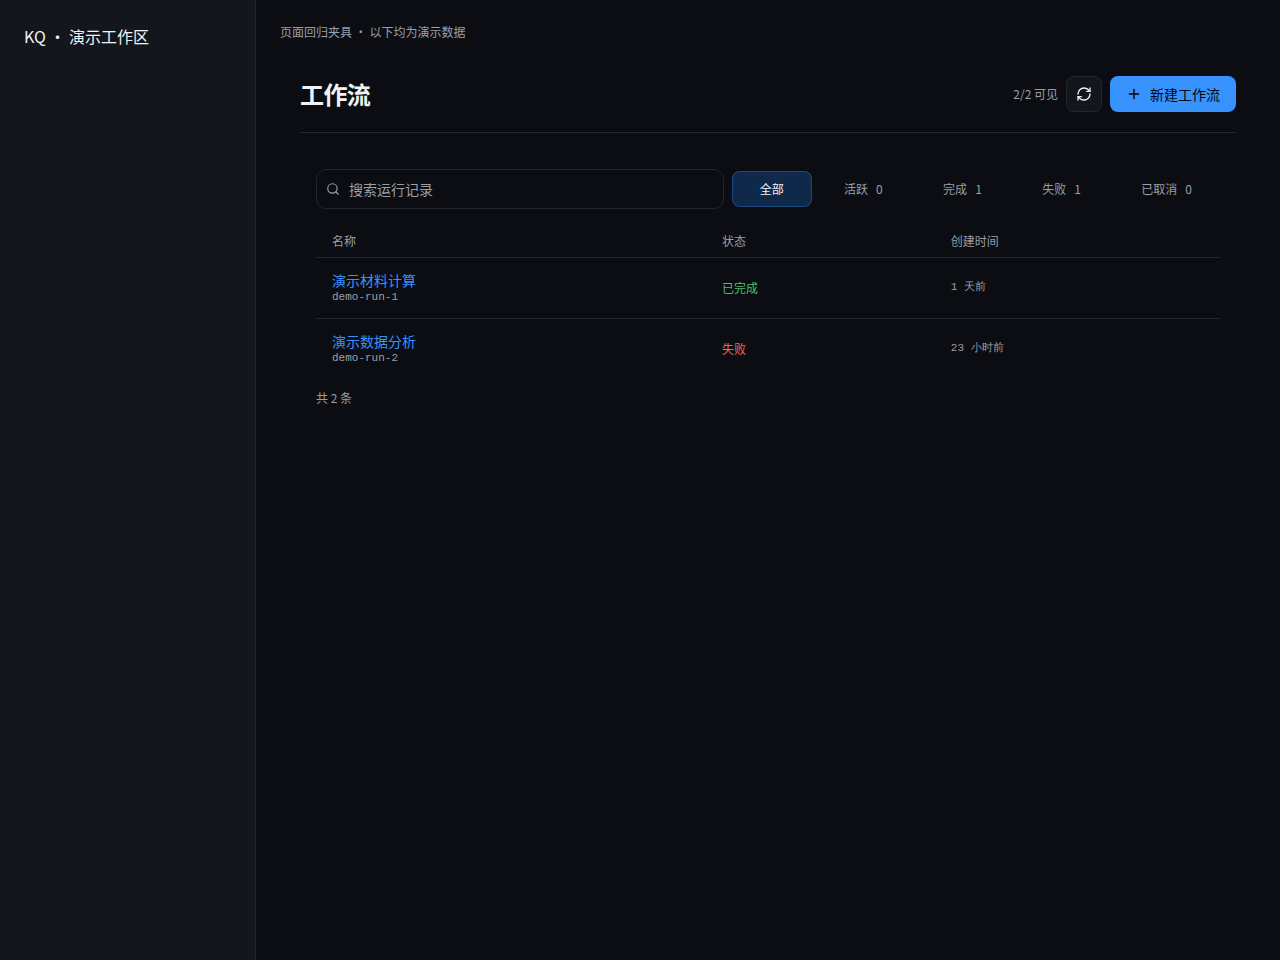 KQ · 演示工作区
页面回归夹具 · 以下均为演示数据
工作流
2/2 可见
新建工作流
搜索运行记录
全部
活跃 0
完成 1
失败 1
已取消 0
名称 状态 创建时间
演示材料计算 已完成 1 天前
demo-run-1
演示数据分析 失败 23 小时前
demo-run-2
共 2 条